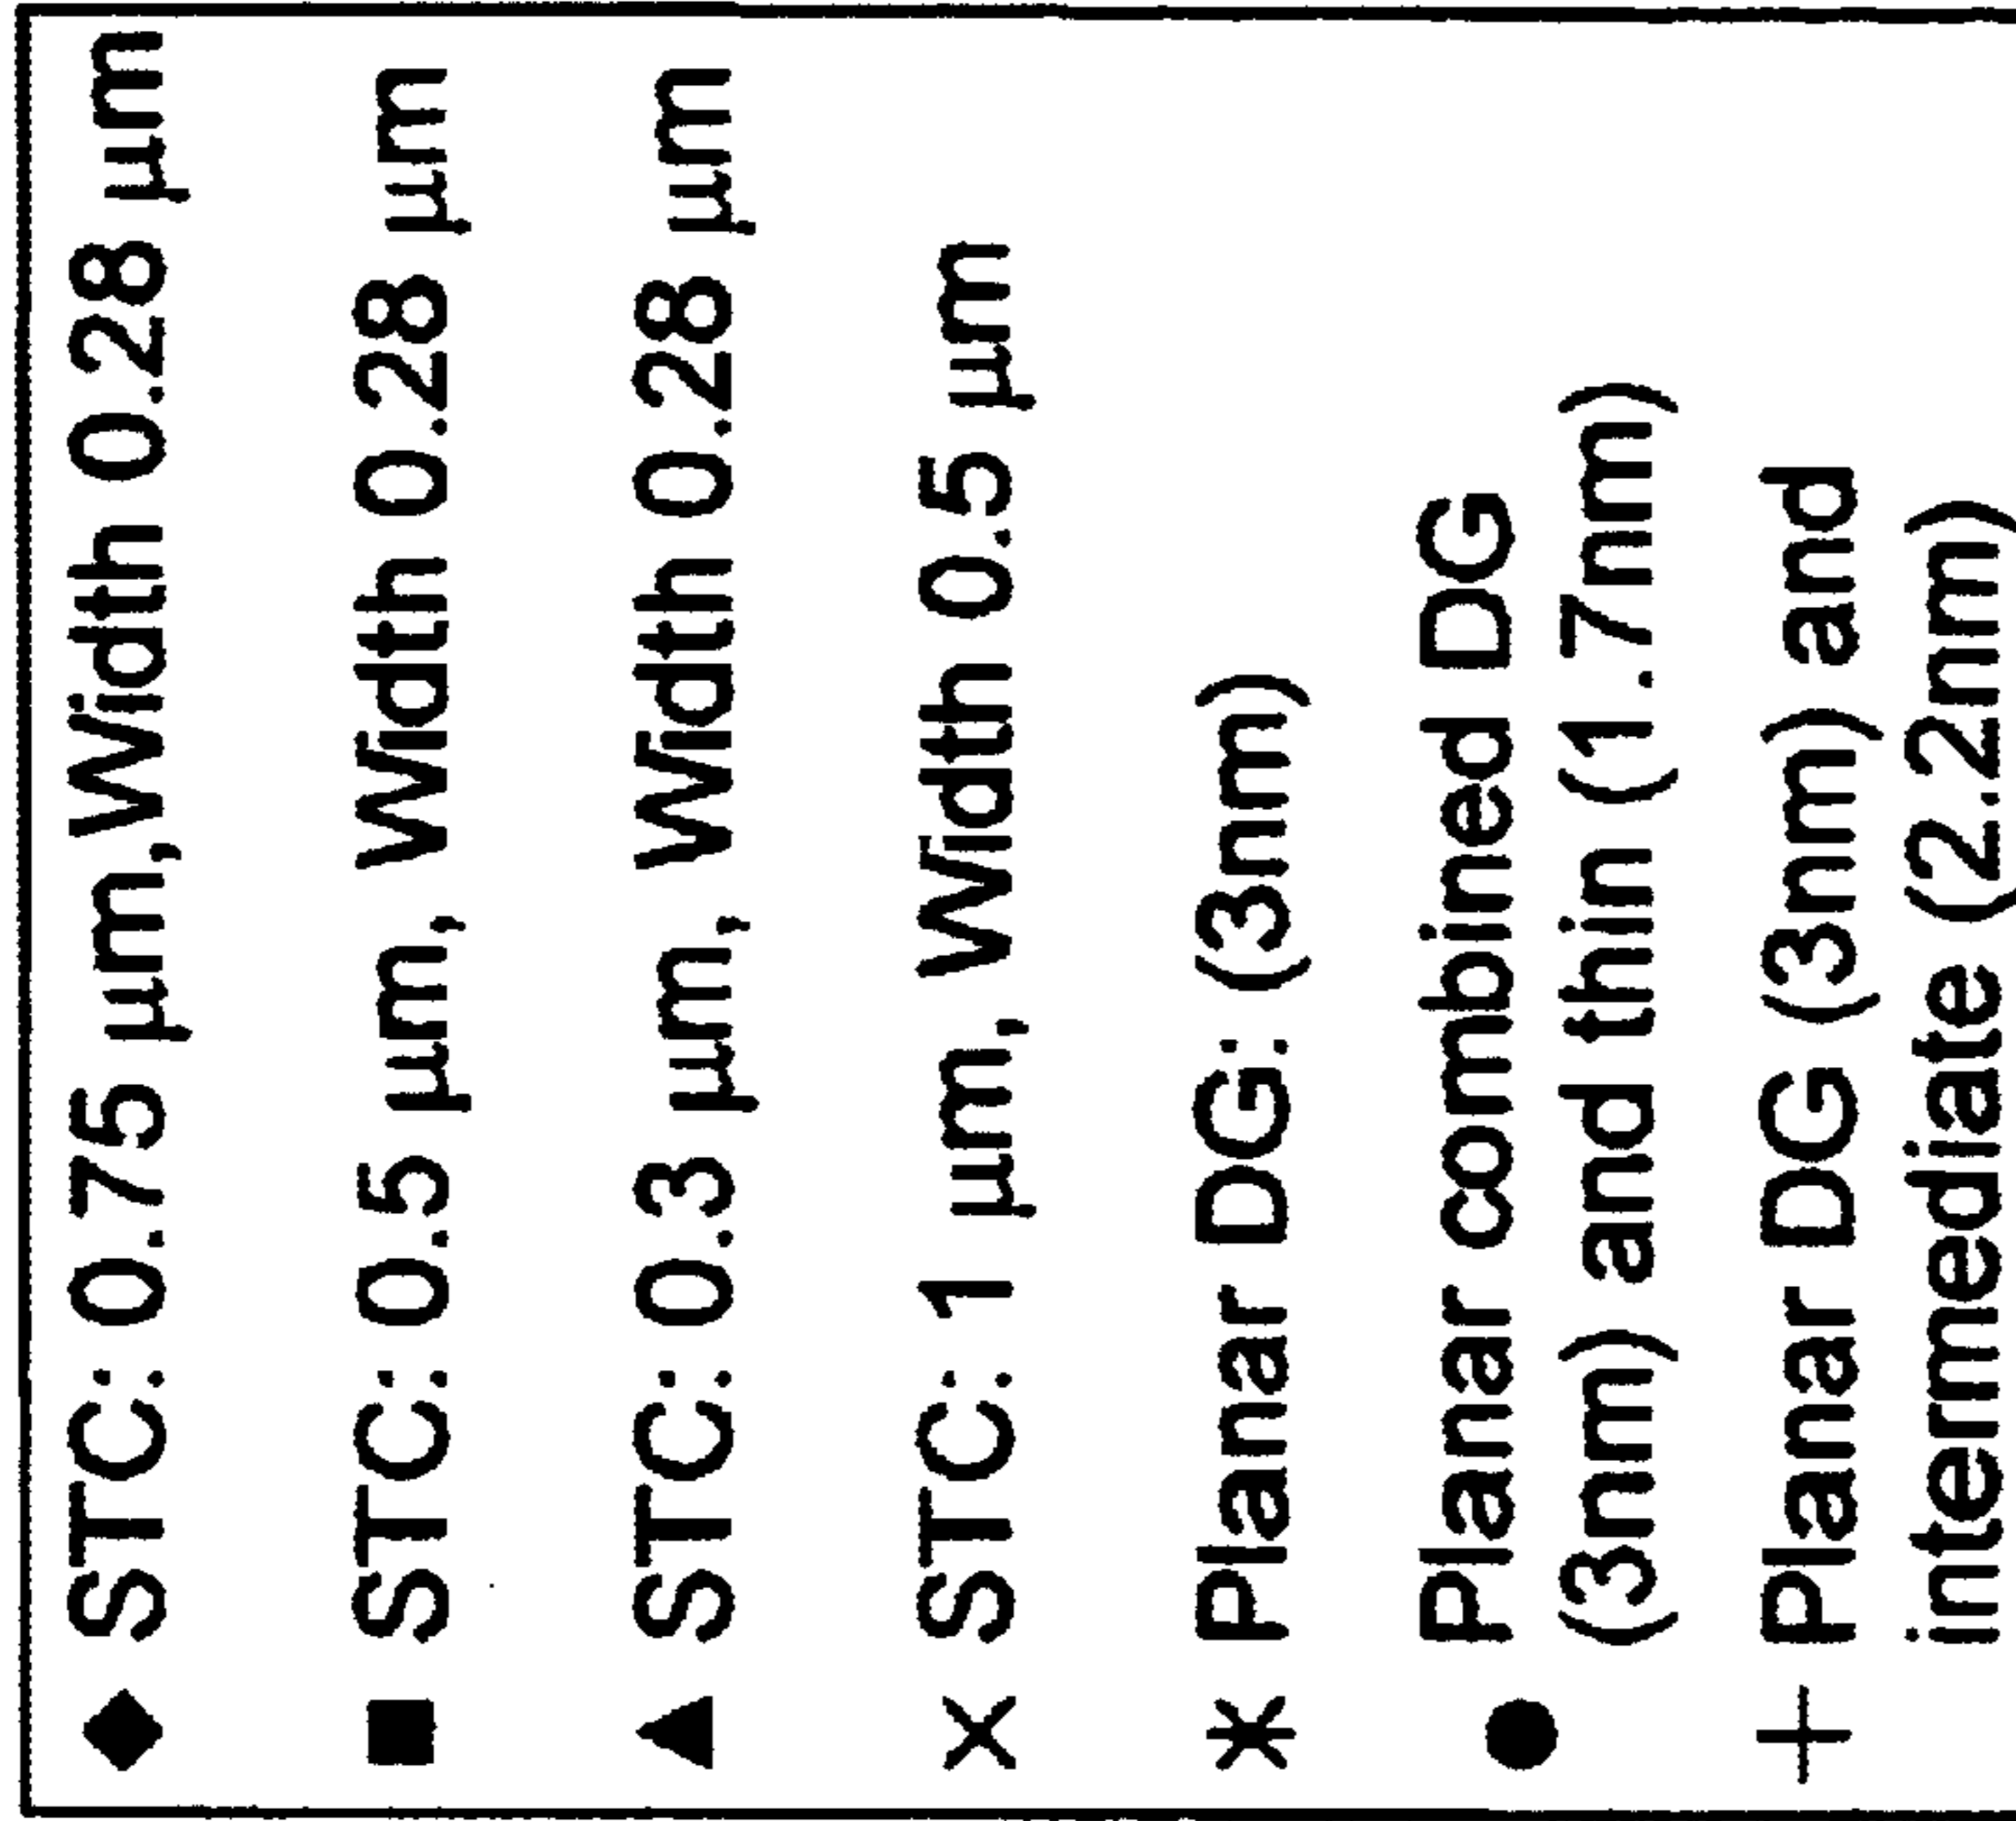 STC: 0.75 µm,Width 0.28 µm
STC: 0.5 µm, Width 0.28 µm
STC: 0.3 µm, Width 0.28 µm
STC: 1 µm, Width 0.5 µm
Planar DG: (3nm)
Planar combined DG
(3nm) and thin (1.7nm)
Planar DG (3nm) and
intermediate (2.2nm)